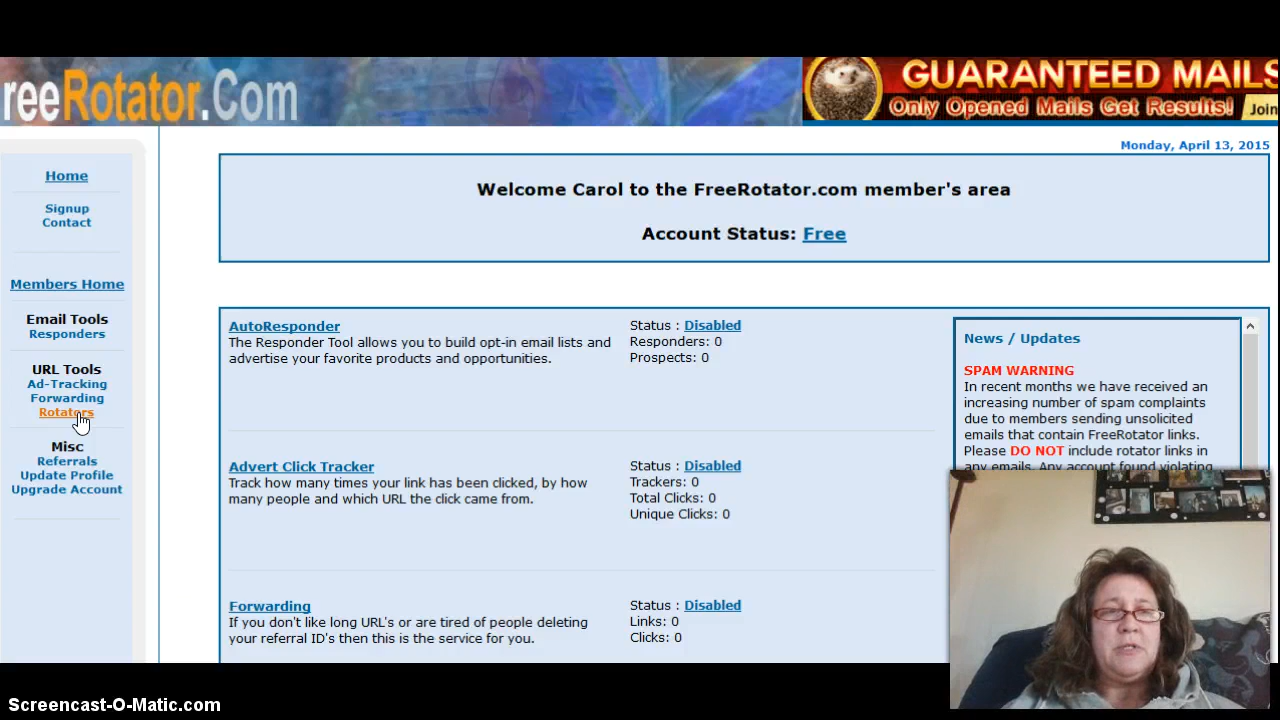 reeRotator.Com
GUARANTEED MAILS
Only Opened Mails Get Results!
Join
Monday, April 13, 2015
Home
Signup
Contact
Members Home
Email Tools
Responders
URL Tools
Ad-Tracking
Forwarding
Rotators
Misc
Referrals
Update Profile
Upgrade Account
Welcome Carol to the FreeRotator.com member's area
Account Status: Free
AutoResponder
The Responder Tool allows you to build opt-in email lists and
advertise your favorite products and opportunities.
Status : Disabled
Responders: 0
Prospects: 0
Advert Click Tracker
Track how many times your link has been clicked, by how
many people and which URL the click came from.
Status : Disabled
Trackers: 0
Total Clicks: 0
Unique Clicks: 0
Forwarding
If you don't like long URL's or are tired of people deleting
your referral ID's then this is the service for you.
Status : Disabled
Links: 0
Clicks: 0
News / Updates
SPAM WARNING
In recent months we have received an
increasing number of spam complaints
due to members sending unsolicited
emails that contain FreeRotator links.
Please DO NOT include rotator links in
any emails. Any account found violating
Screencast-O-Matic.com